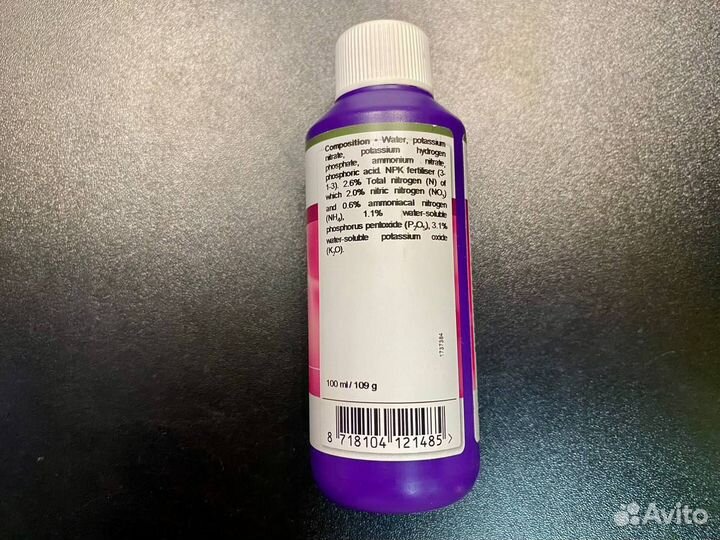 Composition - Water, potassium
nitrate, potassium hydrogen
phosphate, ammonium nitrate,
phosphoric acid. NPK fertiliser (3-
1-3). 2.6% Total nitrogen (N) of
which 2.0% nitric nitrogen (NO₃)
and 0.6% ammoniacal nitrogen
(NH₄), 1.1% water-soluble
phosphorus pentoxide (P₂O₅), 3.1%
water-soluble potassium oxide
(K₂O).
1737384
100 ml / 109 g
8 718104 121485 >
Avito